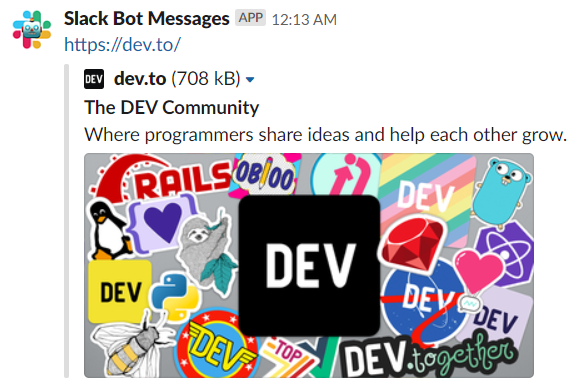 Slack Bot Messages APP 12:13 AM
https://dev.to/
DEV dev.to (708 kB)
The DEV Community
Where programmers share ideas and help each other grow.
RAILS
DEV
DEV
DEV
DEV
DEV
DEV
DEV
TOP
DEV.together